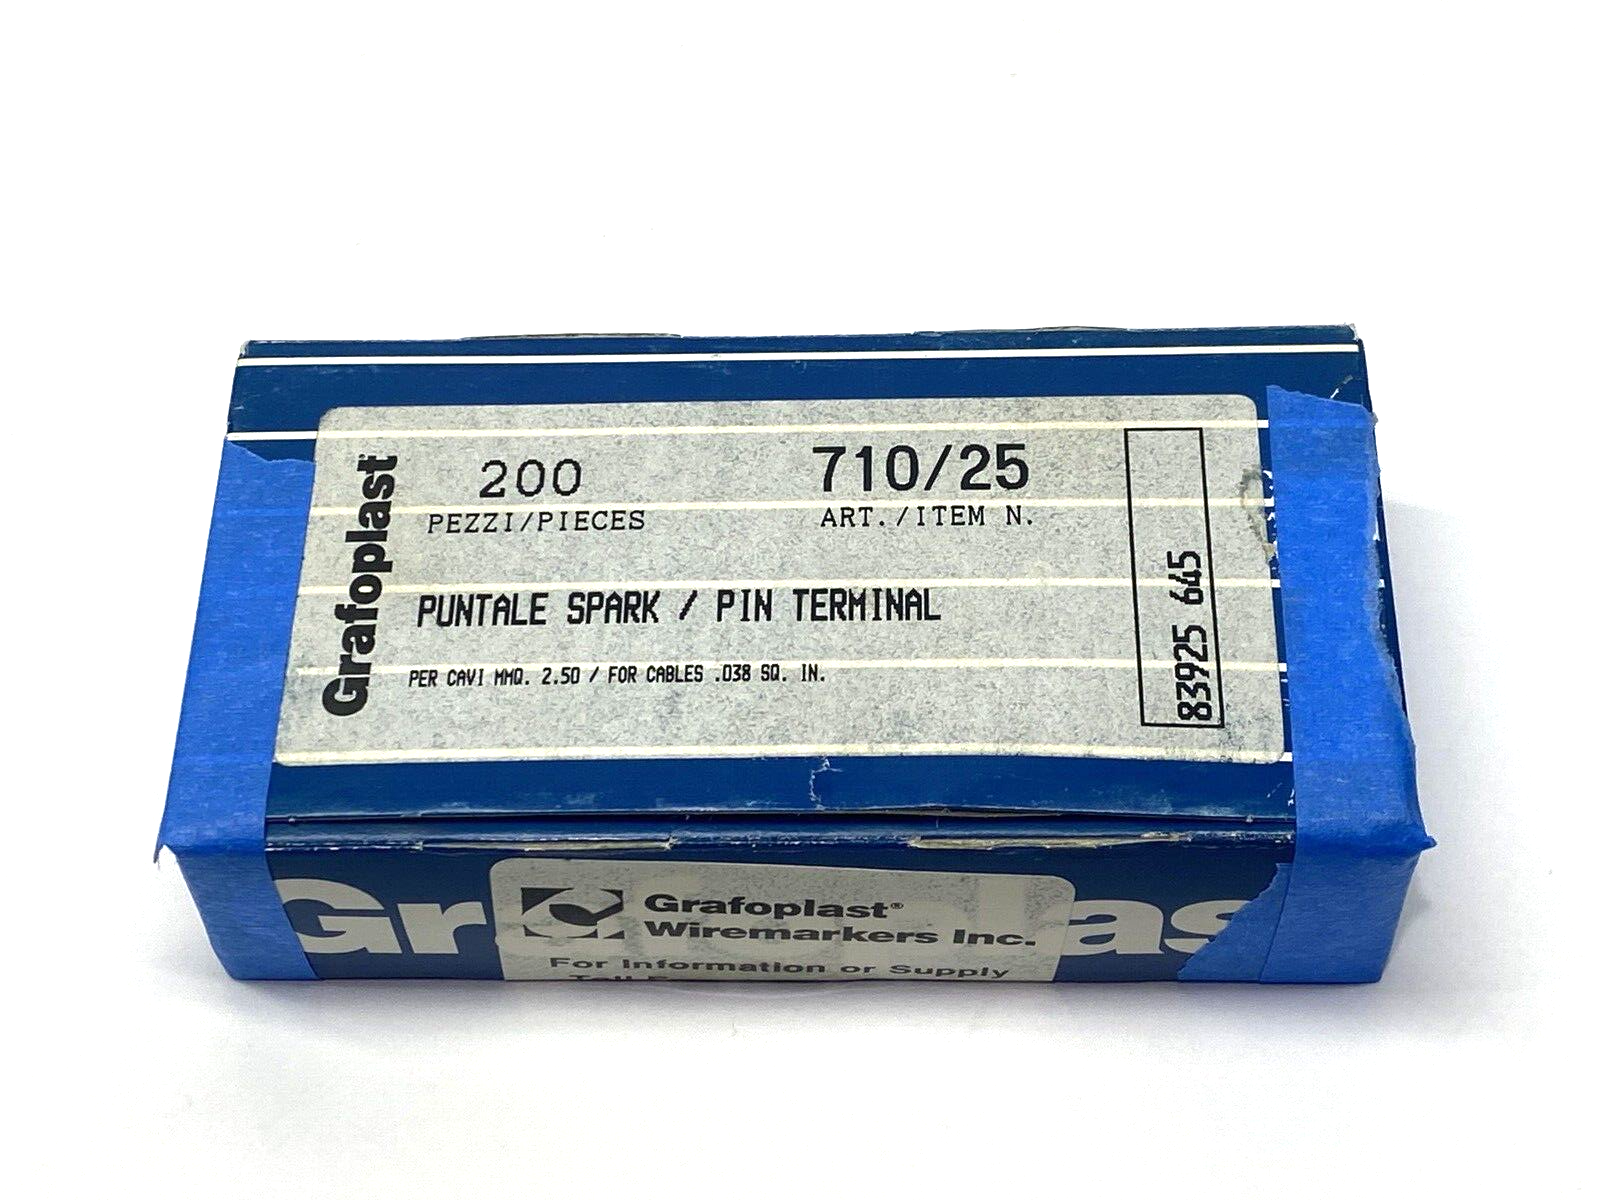 Grafoplast
200
PEZZI/PIECES
710/25
ART./ITEM N.
PUNTALE SPARK / PIN TERMINAL
PER CAVI MMQ. 2.50 / FOR CABLES .038 SQ. IN.
83925 645
Grafoplast®
Wiremarkers Inc.
For Information or Supply